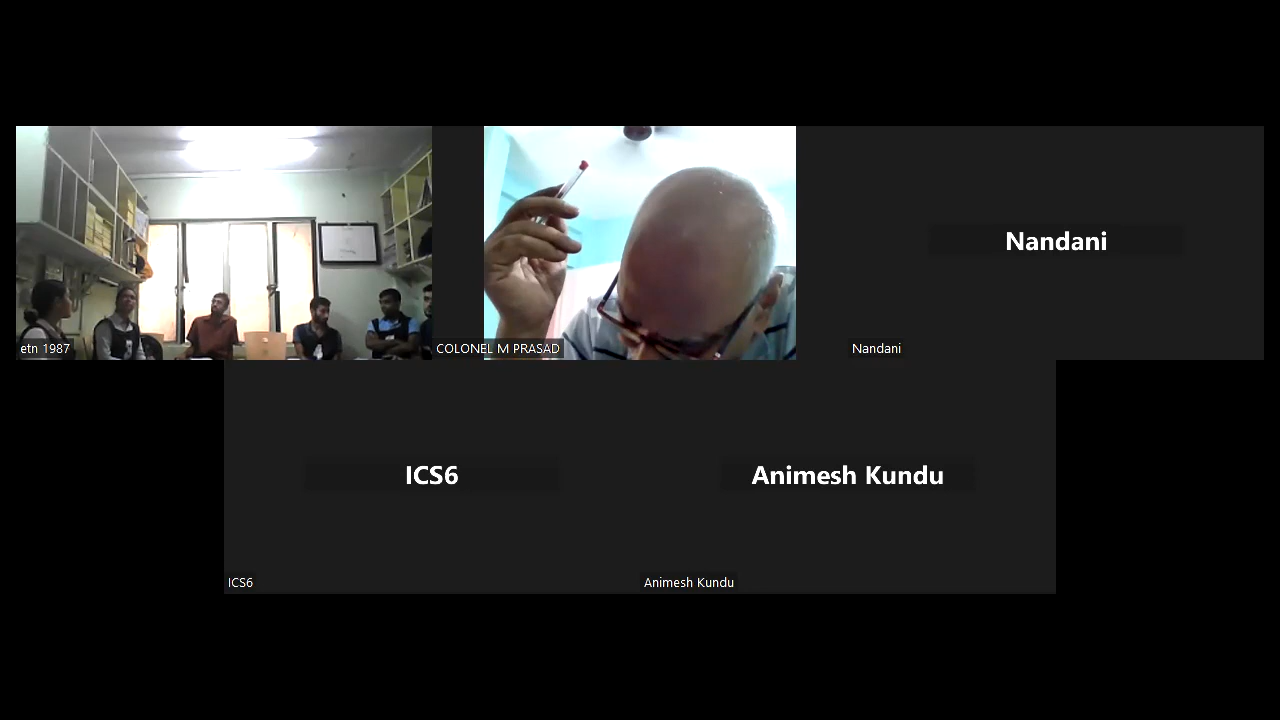 etn 1987
COLONEL M PRASAD
Nandani
Nandani
ICS6
Animesh Kundu
ICS6
Animesh Kundu